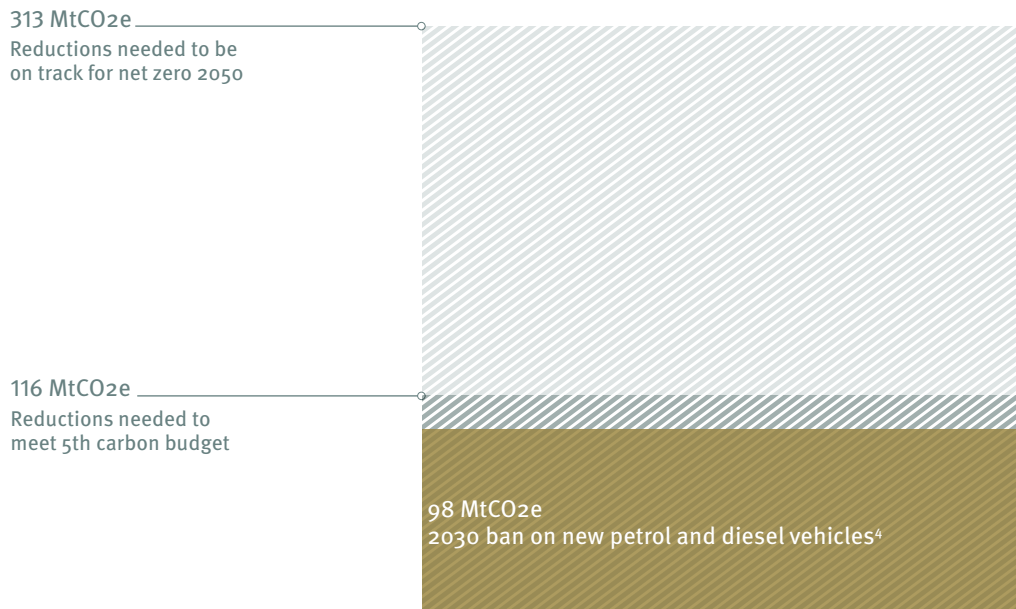 313 MtCO2e
Reductions needed to be
on track for net zero 2050
116 MtCO2e
Reductions needed to
meet 5th carbon budget
98 MtCO2e
2030 ban on new petrol and diesel vehicles⁴